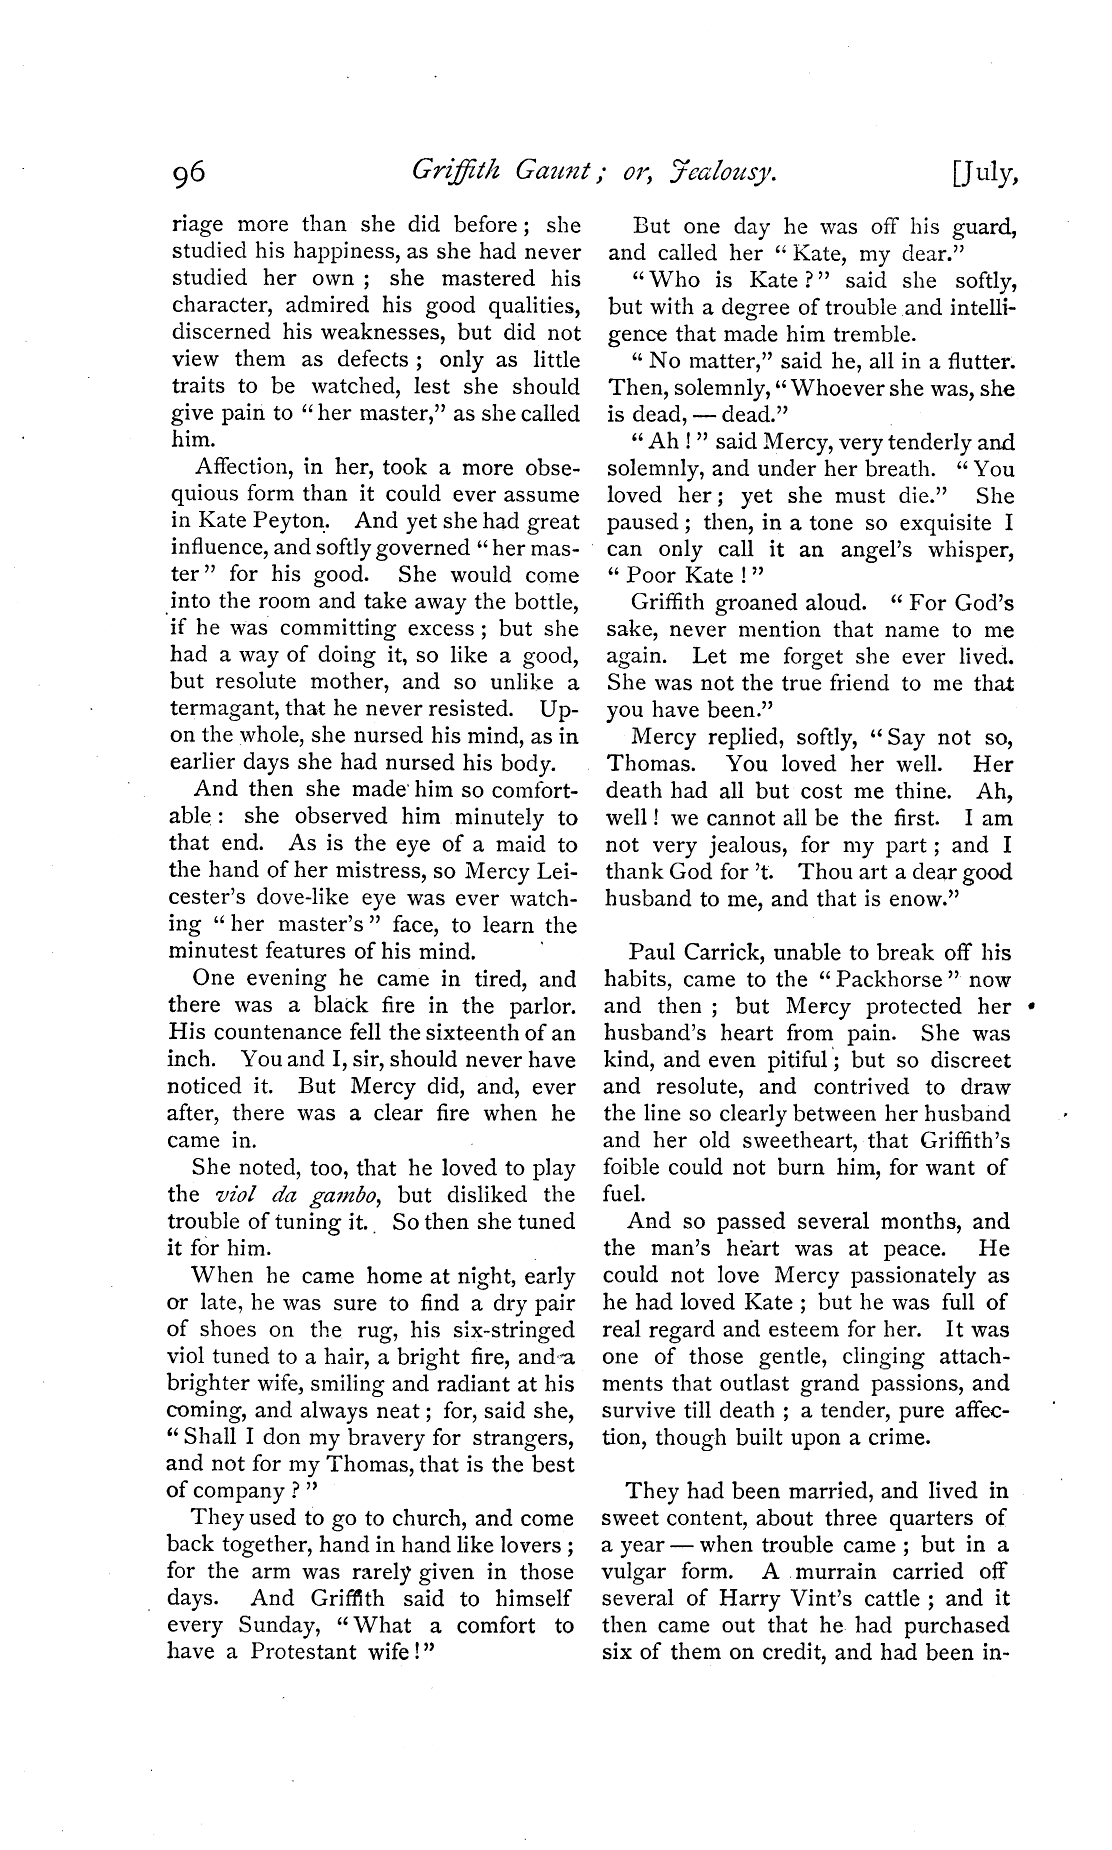 96 Griffith Gaunt; or, Jealousy. [July,
riage more than she did before; she
studied his happiness, as she had never
studied her own; she mastered his
character, admired his good qualities,
discerned his weaknesses, but did not
view them as defects; only as little
traits to be watched, lest she should
give pain to "her master," as she called
him.
Affection, in her, took a more obse-
quious form than it could ever assume
in Kate Peyton. And yet she had great
influence, and softly governed "her mas-
ter" for his good. She would come
into the room and take away the bottle,
if he was committing excess; but she
had a way of doing it, so like a good,
but resolute mother, and so unlike a
termagant, that he never resisted. Up-
on the whole, she nursed his mind, as in
earlier days she had nursed his body.
And then she made him so comfort-
able: she observed him minutely to
that end. As is the eye of a maid to
the hand of her mistress, so Mercy Lei-
cester's dove-like eye was ever watch-
ing "her master's" face, to learn the
minutest features of his mind.
One evening he came in tired, and
there was a black fire in the parlor.
His countenance fell the sixteenth of an
inch. You and I, sir, should never have
noticed it. But Mercy did, and, ever
after, there was a clear fire when he
came in.
She noted, too, that he loved to play
the viol da gambo, but disliked the
trouble of tuning it. So then she tuned
it for him.
When he came home at night, early
or late, he was sure to find a dry pair
of shoes on the rug, his six-stringed
viol tuned to a hair, a bright fire, and a
brighter wife, smiling and radiant at his
coming, and always neat; for, said she,
"Shall I don my bravery for strangers,
and not for my Thomas, that is the best
of company?"
They used to go to church, and come
back together, hand in hand like lovers;
for the arm was rarely given in those
days. And Griffith said to himself
every Sunday, "What a comfort to
have a Protestant wife!"
But one day he was off his guard,
and called her "Kate, my dear."
"Who is Kate?" said she softly,
but with a degree of trouble and intelli-
gence that made him tremble.
"No matter," said he, all in a flutter.
Then, solemnly, "Whoever she was, she
is dead, — dead."
"Ah!" said Mercy, very tenderly and
solemnly, and under her breath. "You
loved her; yet she must die." She
paused; then, in a tone so exquisite I
can only call it an angel's whisper,
"Poor Kate!"
Griffith groaned aloud. "For God's
sake, never mention that name to me
again. Let me forget she ever lived.
She was not the true friend to me that
you have been."
Mercy replied, softly, "Say not so,
Thomas. You loved her well. Her
death had all but cost me thine. Ah,
well! we cannot all be the first. I am
not very jealous, for my part; and I
thank God for 't. Thou art a dear good
husband to me, and that is enow."
Paul Carrick, unable to break off his
habits, came to the "Packhorse" now
and then; but Mercy protected her
husband's heart from pain. She was
kind, and even pitiful; but so discreet
and resolute, and contrived to draw
the line so clearly between her husband
and her old sweetheart, that Griffith's
foible could not burn him, for want of
fuel.
And so passed several months, and
the man's heart was at peace. He
could not love Mercy passionately as
he had loved Kate; but he was full of
real regard and esteem for her. It was
one of those gentle, clinging attach-
ments that outlast grand passions, and
survive till death; a tender, pure affec-
tion, though built upon a crime.
They had been married, and lived in
sweet content, about three quarters of
a year — when trouble came; but in a
vulgar form. A murrain carried off
several of Harry Vint's cattle; and it
then came out that he had purchased
six of them on credit, and had been in-